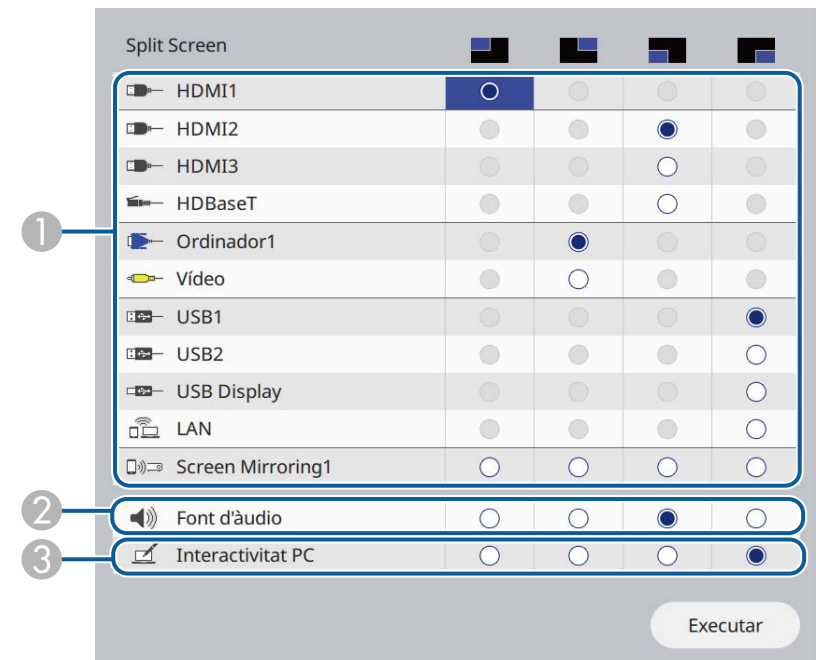 Split Screen
HDMI1
HDMI2
HDMI3
HDBaseT
1 Ordinador1
Vídeo
USB1
USB2
USB Display
LAN
Screen Mirroring1
2 Font d'àudio
3 Interactivitat PC
Executar